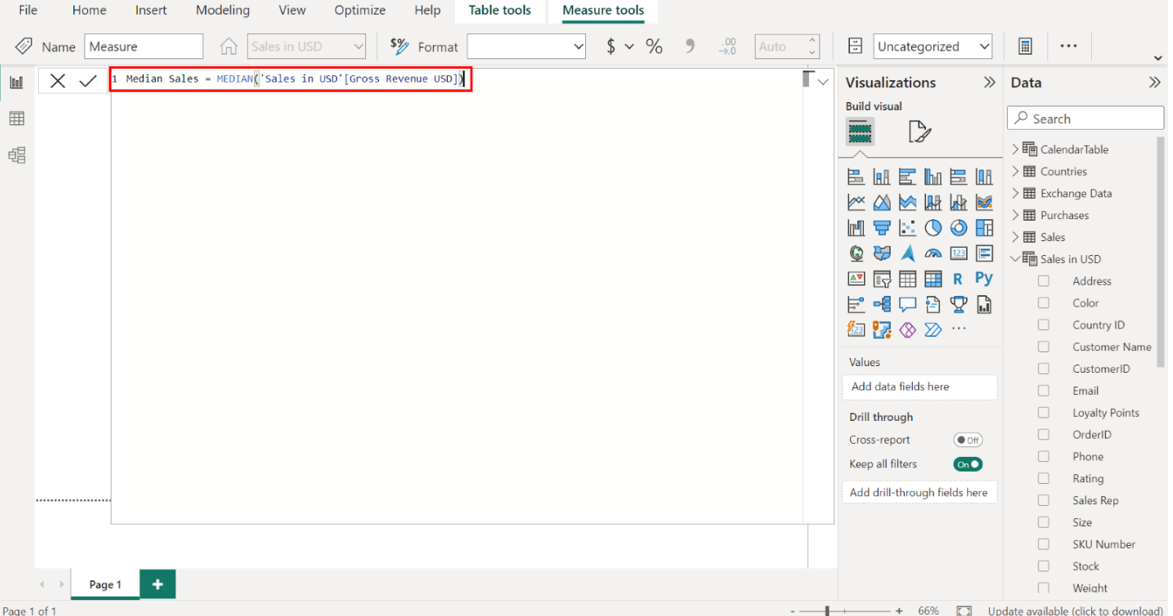 File Home Insert Modeling View Optimize Help Table tools Measure tools
Name Measure Sales in USD Format $ % .00 Auto Uncategorized
1 Median Sales = MEDIAN('Sales in USD'[Gross Revenue USD])
Visualizations
Build visual
123
R Py
123
Values
Add data fields here
Drill through
Cross-report Off
Keep all filters On
Add drill-through fields here
Data
Search
CalendarTable
Countries
Exchange Data
Purchases
Sales
Sales in USD
Address
Color
Country ID
Customer Name
CustomerID
Email
Loyalty Points
OrderID
Phone
Rating
Sales Rep
Size
SKU Number
Stock
Weight
Page 1 +
Page 1 of 1 - + 66% Update available (click to download)